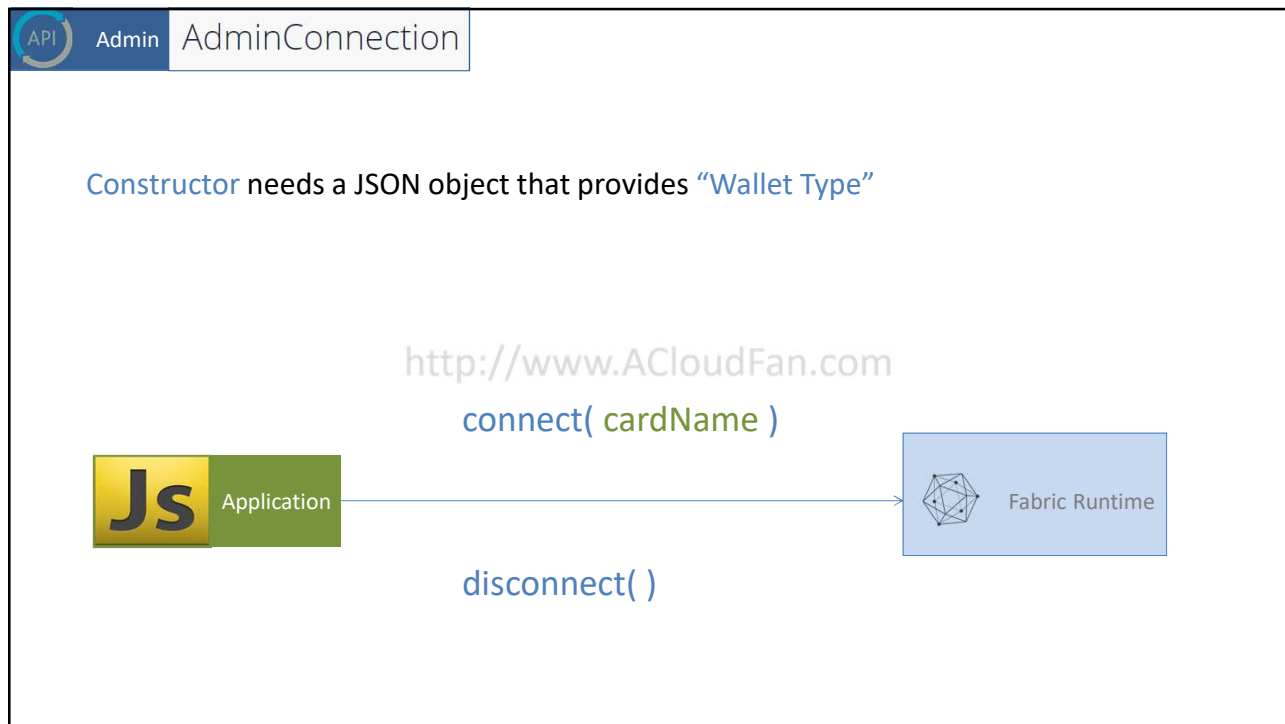 API Admin AdminConnection
Constructor needs a JSON object that provides “Wallet Type”
http://www.ACloudFan.com
connect( cardName )
JS Application
Fabric Runtime
disconnect( )